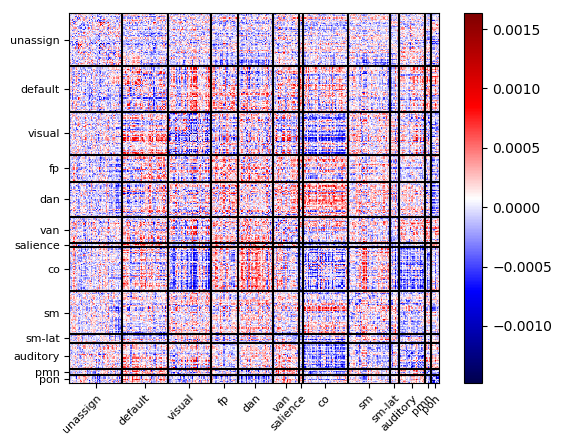 unassign
default
visual
fp
dan
van
salience
co
sm
sm-lat
auditory
pmn
pon
unassign
default
visual
fp
dan
van
salience
co
sm
sm-lat
auditory
pmn
pon
0.0015
0.0010
0.0005
0.0000
−0.0005
−0.0010